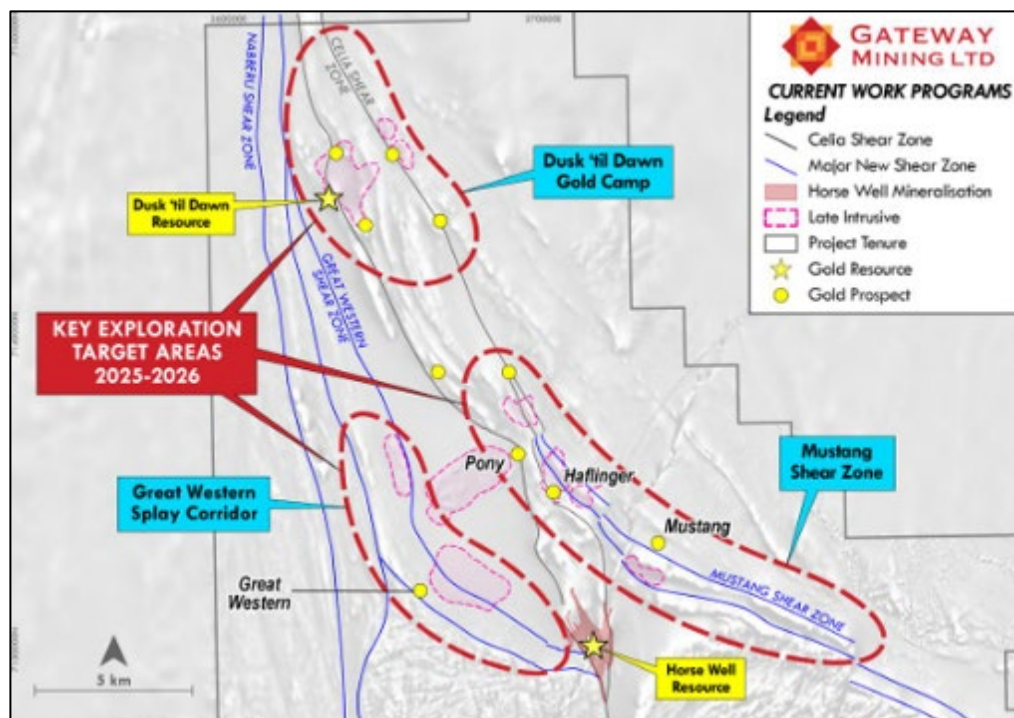 GATEWAY
MINING LTD
CURRENT WORK PROGRAMS
Legend
Celia Shear Zone
Major New Shear Zone
Horse Well Mineralisation
Late Intrusive
Project Tenure
Gold Resource
Gold Prospect
NABBERU SHEAR ZONE
CELIA SHEAR
ZONE
Dusk 'til Dawn
Gold Camp
Dusk 'til Dawn
Resource
GREAT WESTERN
SHEAR ZONE
KEY EXPLORATION
TARGET AREAS
2025-2026
Mustang
Shear Zone
Great Western
Splay Corridor
Pony
Haflinger
Mustang
MUSTANG SHEAR ZONE
Great
Western
Horse Well
Resource
5 km